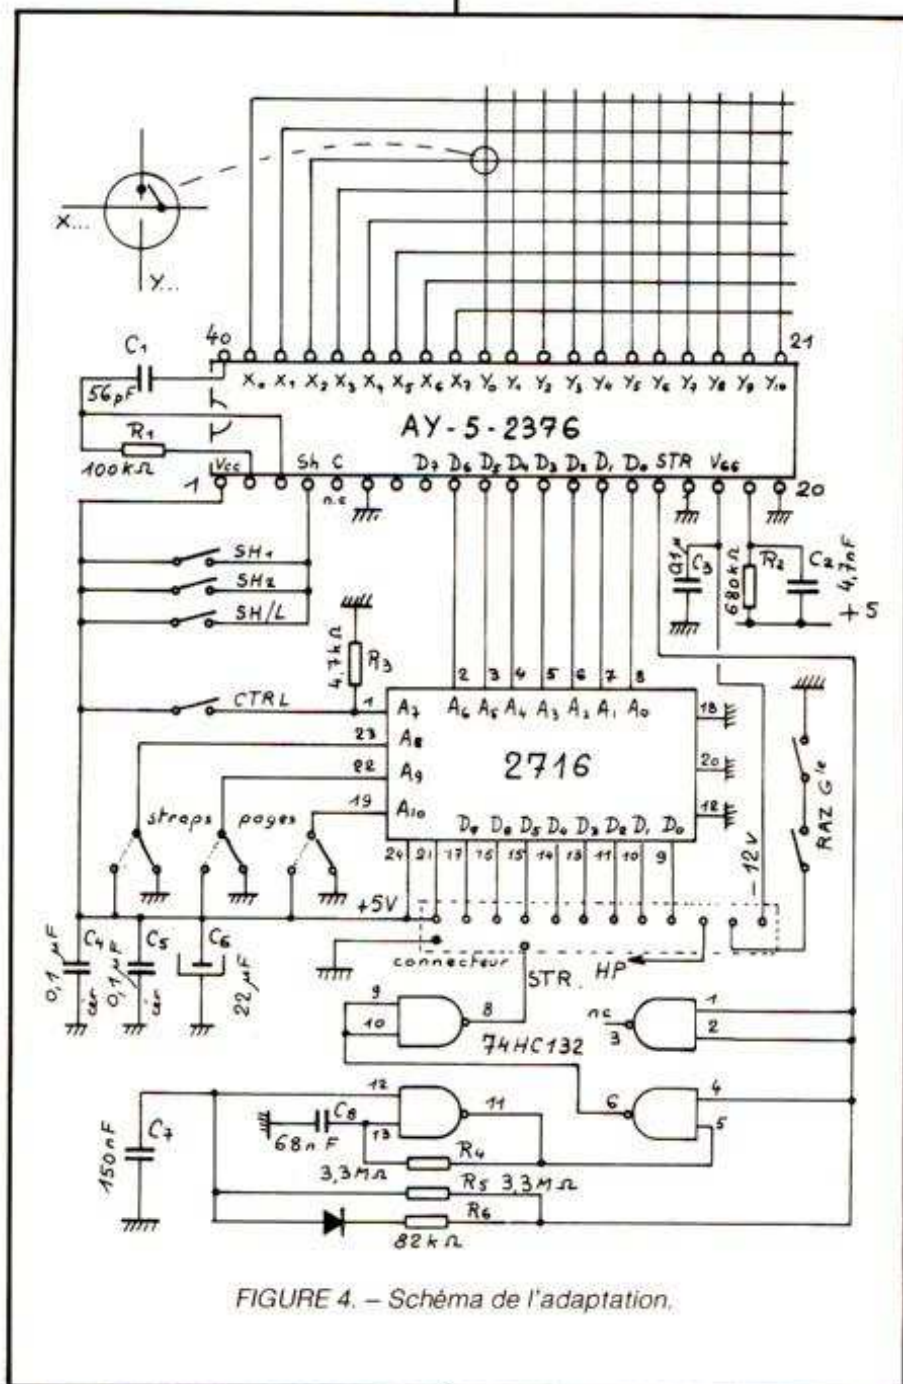 X...
Y...
40
21
C1
56pF
X0 X1 X2 X3 X4 X5 X6 X7 Y0 Y1 Y2 Y3 Y4 Y5 Y6 Y7 Y8 Y9 Y10
AY-5-2376
R1
100kΩ
1
Vcc
Sh
C
D7 D6 D5 D4 D3 D2 D1 D0 STR VGG
n.c
20
SH1
SH2
SH/L
0,1µ
C3
680kΩ
R2
C2
4,7nF
+5
4,7kΩ
R3
CTRL
2 3 4 5 6 7 8
1
A7
A6 A5 A4 A3 A2 A1 A0
18
23
A8
2716
22
A9
20
19
A10
12
straps pages
D7 D6 D5 D4 D3 D2 D1 D0
24 21 17 16 15 14 13 11 10 9
RAZ Gle
-12v
+5V
connecteur
STR.
HP
0,1µF
C4
cér
0,1µF
C5
cér
C6
22µF
9
10
8
74HC132
nc
3
1
2
12
13
11
6
4
5
C7
150nF
C8
68nF
R4
3,3MΩ
R5 3,3MΩ
R6
82kΩ
FIGURE 4. – Schéma de l'adaptation.